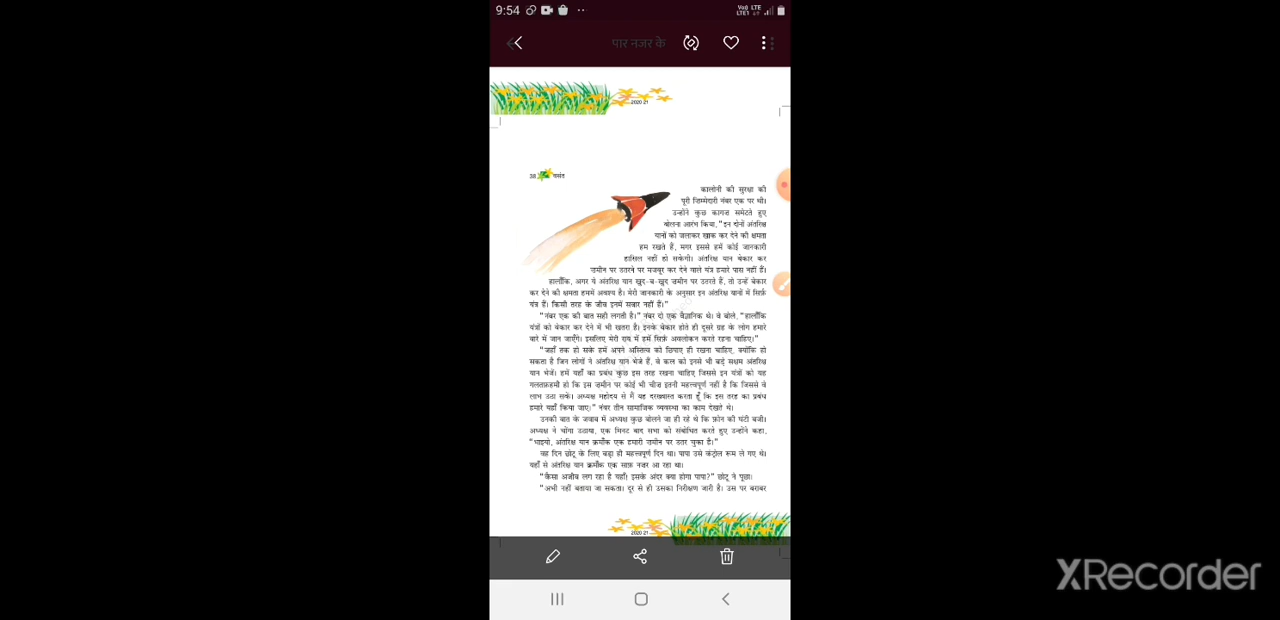 9:54
Vo) LTE
LTE1
पार नजर के
2020-21
38 वसंत
कालोनी की सुरक्षा की
पूरी ज़िम्मेदारी नंबर एक पर थी।
उन्होंने कुछ कागज़ समेटते हुए
बोलना आरंभ किया, "इन दोनों अंतरिक्ष
यानों को जलाकर खाक कर देने की क्षमता
हम रखते हैं, मगर इससे हमें कोई जानकारी
हासिल नहीं हो सकेगी। अंतरिक्ष यान बेकार कर
ज़मीन पर उतरने पर मजबूर कर देने वाले यंत्र हमारे पास नहीं हैं।
हालाँकि, अगर ये अंतरिक्ष यान खुद-ब-खुद ज़मीन पर उतरते हैं, तो उन्हें बेकार
कर देने की क्षमता हममें अवश्य है। मेरी जानकारी के अनुसार इन अंतरिक्ष यानों में सिर्फ़
यंत्र हैं। किसी तरह के जीव इनमें सवार नहीं हैं।"
"नंबर एक की बात सही लगती है।" नंबर दो एक वैज्ञानिक थे। वे बोले, "हालाँकि
यंत्रों को बेकार कर देने में भी खतरा है। इनके बेकार होते ही दूसरे ग्रह के लोग हमारे
बारे में जान जाएँगे। इसलिए मेरी राय में हमें सिर्फ़ अवलोकन करते रहना चाहिए।"
"जहाँ तक हो सके हमें अपने अस्तित्व को छिपाए ही रखना चाहिए, क्योंकि हो
सकता है जिन लोगों ने अंतरिक्ष यान भेजे हैं, वे कल को इनसे भी बड़े सक्षम अंतरिक्ष
यान भेजें। हमें यहाँ का प्रबंध कुछ इस तरह रखना चाहिए जिससे इन यंत्रों को यह
गलतफ़हमी हो कि इस ज़मीन पर कोई भी चीज़ इतनी महत्त्वपूर्ण नहीं है कि जिससे वे
लाभ उठा सकें। अध्यक्ष महोदय से मैं यह दरख्वास्त करता हूँ कि इस तरह का प्रबंध
हमारे यहाँ किया जाए।" नंबर तीन सामाजिक व्यवस्था का काम देखते थे।
उनकी बात के जवाब में अध्यक्ष कुछ बोलने जा ही रहे थे कि फ़ोन की घंटी बजी।
अध्यक्ष ने चोंगा उठाया, एक मिनट बाद सभा को संबोधित करते हुए उन्होंने कहा,
"भाइयो, अंतरिक्ष यान क्रमाँक एक हमारी ज़मीन पर उतर चुका है।"
वह दिन छोटू के लिए बड़ा ही महत्त्वपूर्ण दिन था। पापा उसे कंट्रोल रूम ले गए थे।
यहाँ से अंतरिक्ष यान क्रमाँक एक साफ़ नज़र आ रहा था।
"कैसा अजीब लग रहा है यहाँ! इसके अंदर क्या होगा पापा?" छोटू ने पूछा।
"अभी नहीं बताया जा सकता। दूर से ही उसका निरीक्षण जारी है। उस पर बराबर
2020-21
XRecorder